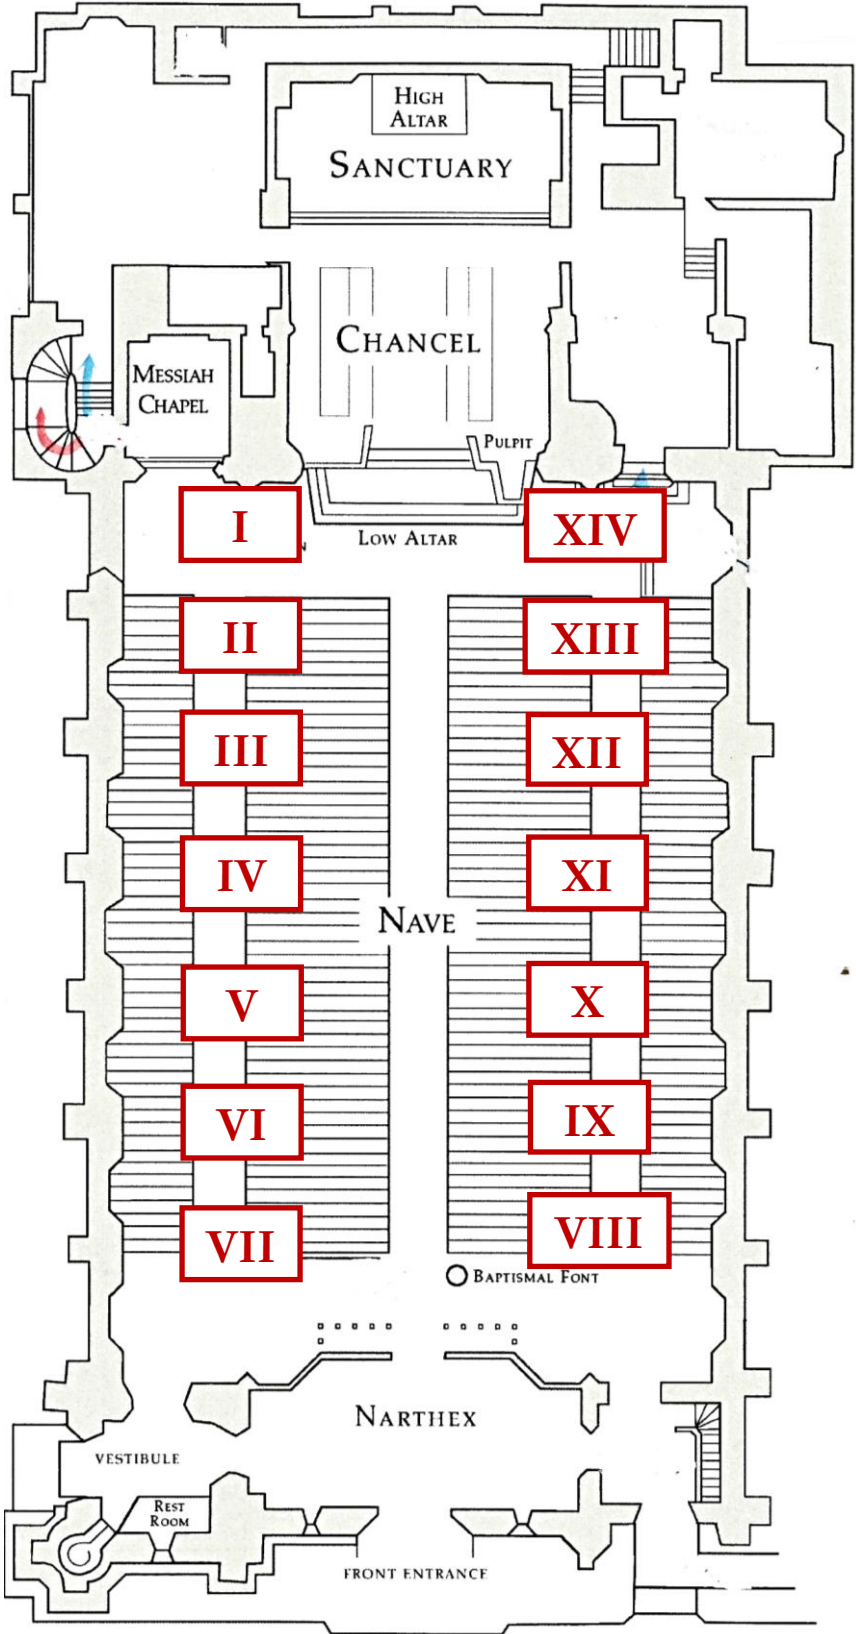 HIGH
ALTAR
SANCTUARY
CHANCEL
MESSIAH
CHAPEL
PULPIT
I
XIV
LOW ALTAR
II
XIII
III
XII
IV
XI
NAVE
V
X
VI
IX
VII
VIII
BAPTISMAL FONT
NARTHEX
VESTIBULE
REST
ROOM
FRONT ENTRANCE